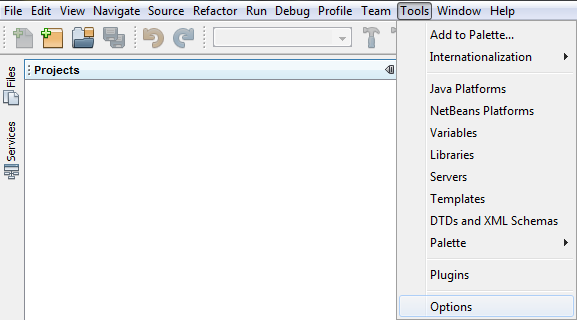 File Edit View Navigate Source Refactor Run Debug Profile Team Tools Window Help
Files
Services
Projects
Add to Palette...
Internationalization
Java Platforms
NetBeans Platforms
Variables
Libraries
Servers
Templates
DTDs and XML Schemas
Palette
Plugins
Options